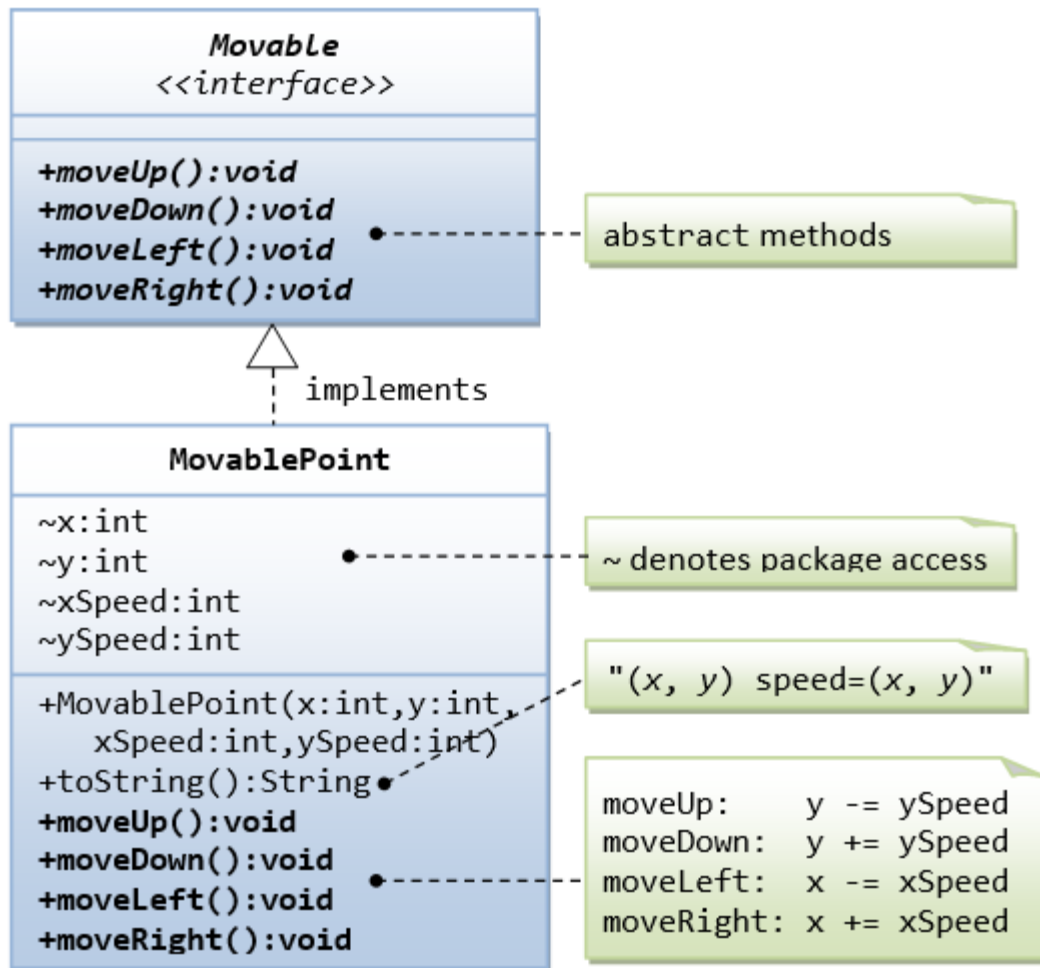 Movable
<<interface>>
+moveUp():void
+moveDown():void
+moveLeft():void
+moveRight():void
abstract methods
implements
MovablePoint
~x:int
~y:int
~xSpeed:int
~ySpeed:int
~ denotes package access
+MovablePoint(x:int,y:int,
xSpeed:int,ySpeed:int)
+toString():String
+moveUp():void
+moveDown():void
+moveLeft():void
+moveRight():void
"(x, y) speed=(x, y)"
moveUp: y -= ySpeed
moveDown: y += ySpeed
moveLeft: x -= xSpeed
moveRight: x += xSpeed